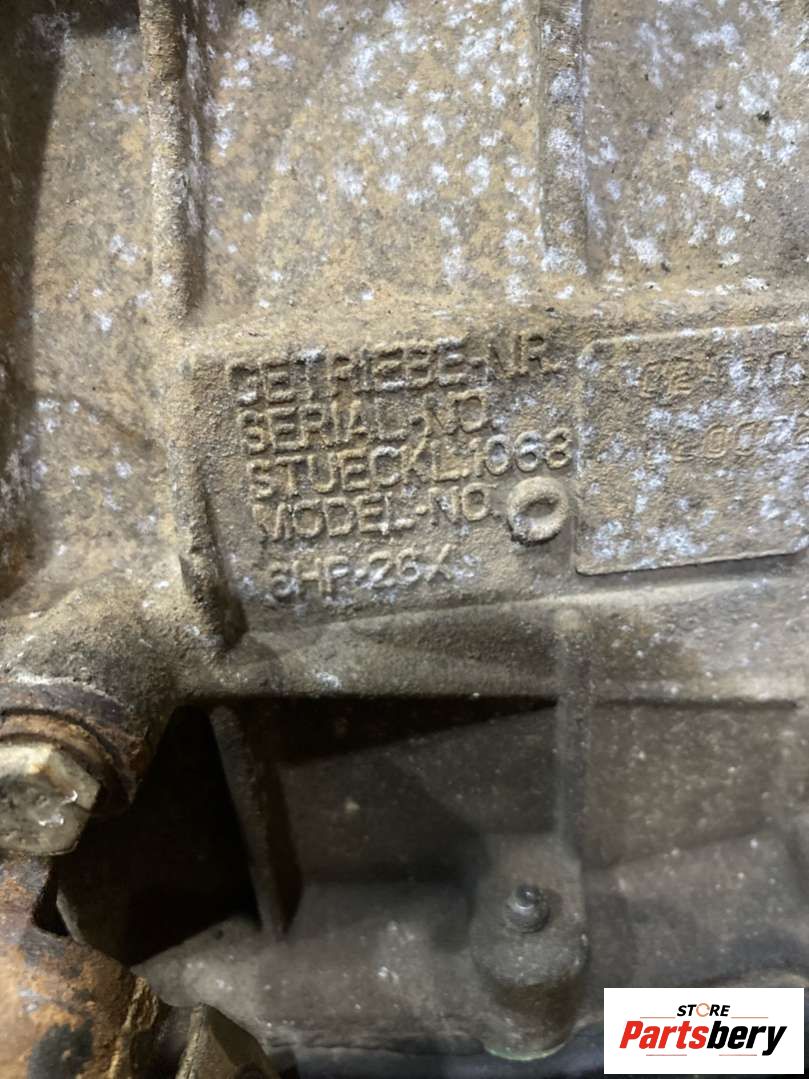 GETRIEBE-NR.
SERIAL-NO.
STUECKL.1068
MODEL-NO.
6HP-26X
STORE
Partsbery